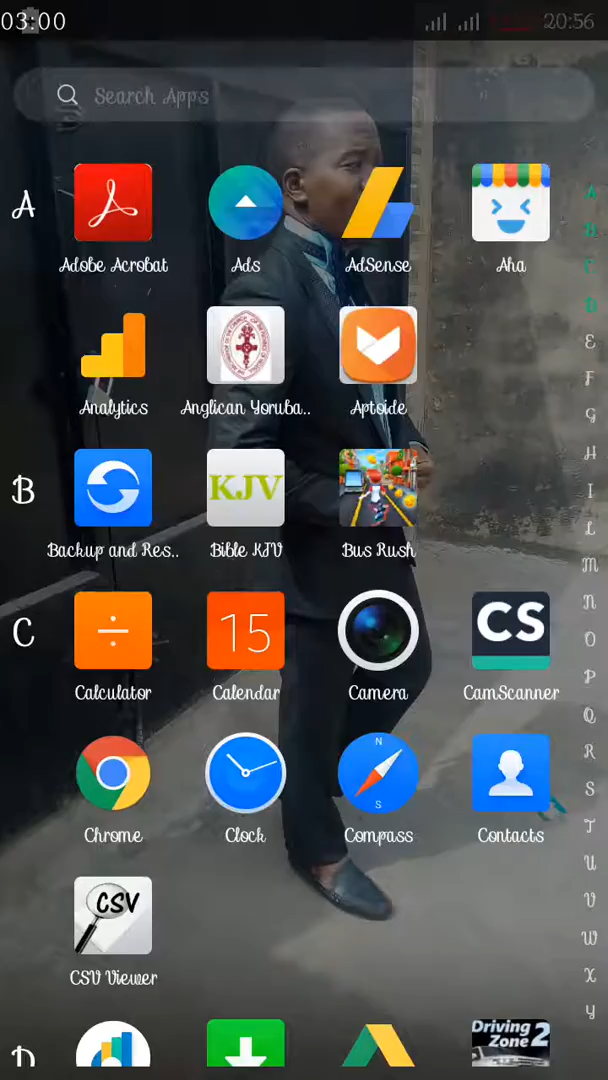 03:00 20:56
Search Apps
A
Adobe Acrobat Ads AdSense Aha
Analytics Anglican Yoruba.. Aptoide
B
KJV
Backup and Res.. Bible KJV Bus Rush
C
÷ 15 CS
Calculator Calendar Camera CamScanner
N
S
Chrome Clock Compass Contacts
CSV
CSV Viewer
D
Driving Zone 2
A
B
C
D
E
F
G
H
I
L
M
N
O
P
Q
R
S
T
U
V
W
X
Y